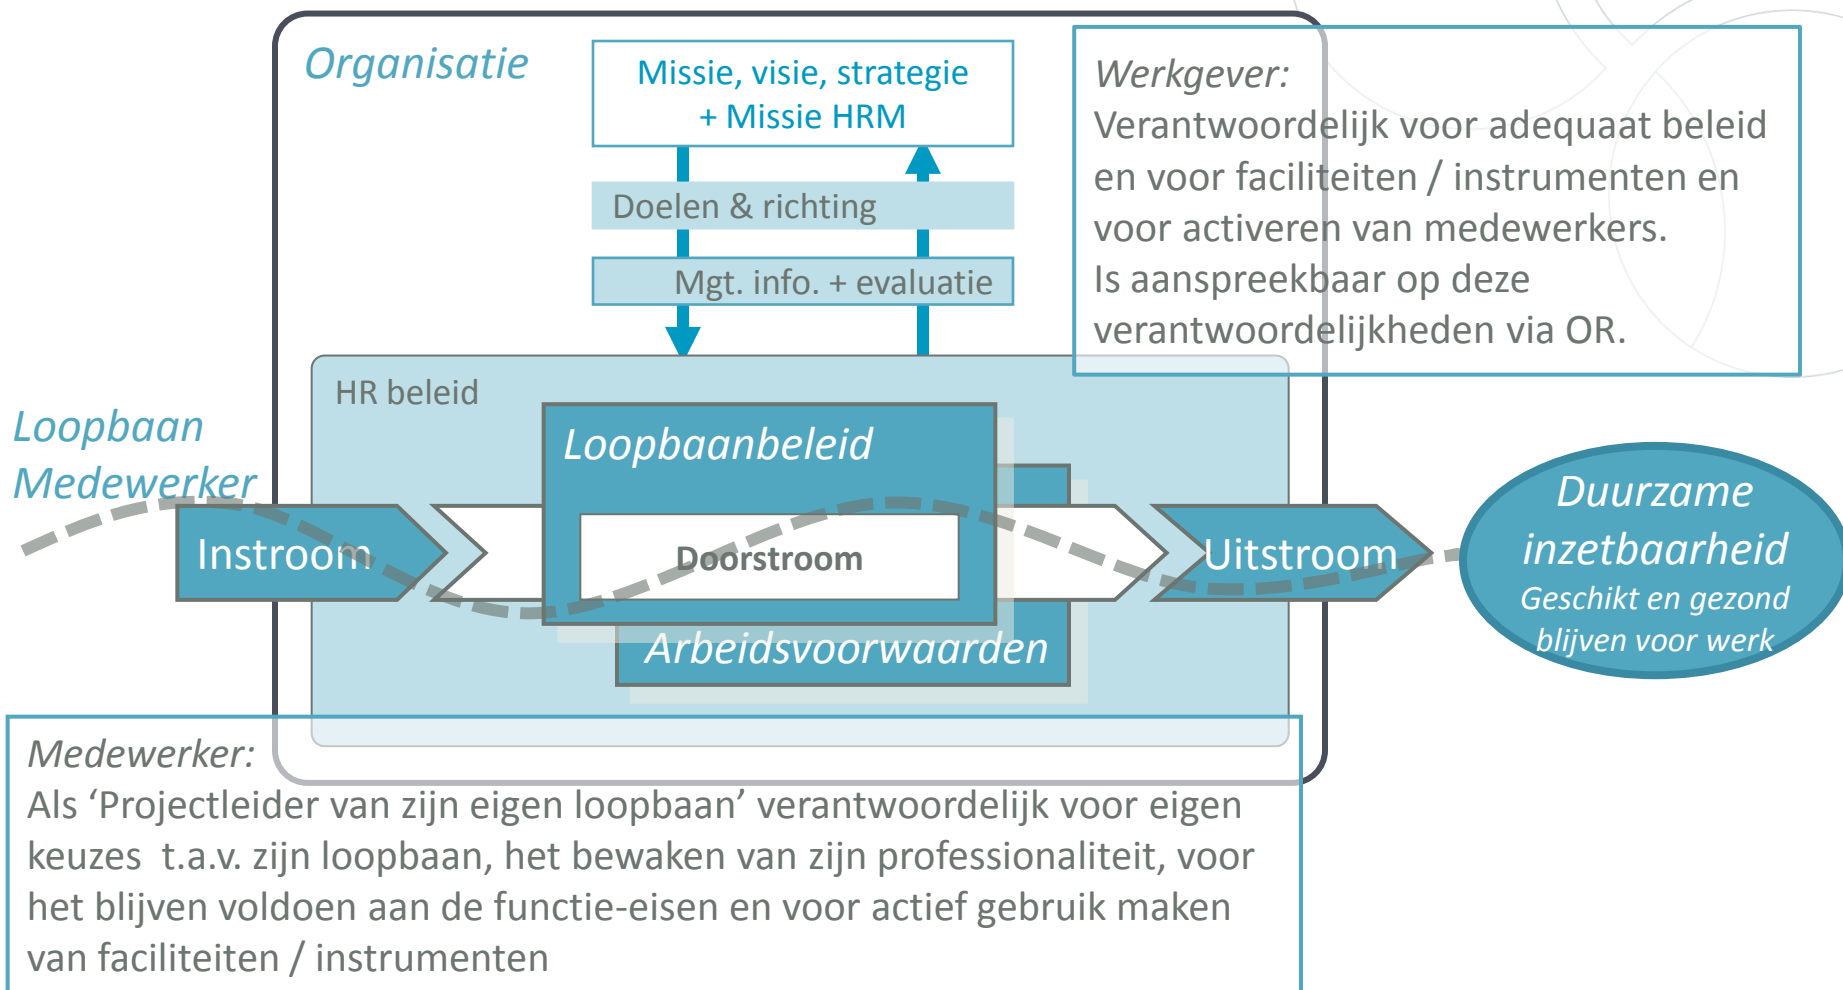 Organisatie
Missie, visie, strategie
+ Missie HRM
Doelen & richting
Mgt. info. + evaluatie
Werkgever:
Verantwoordelijk voor adequaat beleid
en voor faciliteiten / instrumenten en
voor activeren van medewerkers.
Is aanspreekbaar op deze
verantwoordelijkheden via OR.
HR beleid
Loopbaan
Medewerker
Loopbaanbeleid
Instroom
Doorstroom
Uitstroom
Arbeidsvoorwaarden
Duurzame
inzetbaarheid
Geschikt en gezond
blijven voor werk
Medewerker:
Als ‘Projectleider van zijn eigen loopbaan’ verantwoordelijk voor eigen
keuzes  t.a.v. zijn loopbaan, het bewaken van zijn professionaliteit, voor
het blijven voldoen aan de functie-eisen en voor actief gebruik maken
van faciliteiten / instrumenten